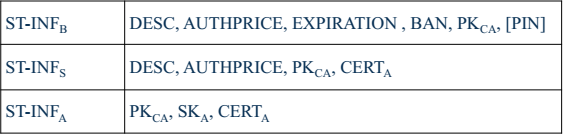 ST-INF_B DESC, AUTHPRICE, EXPIRATION , BAN, PK_CA, [PIN]
ST-INF_S DESC, AUTHPRICE, PK_CA, CERT_A
ST-INF_A PK_CA, SK_A, CERT_A